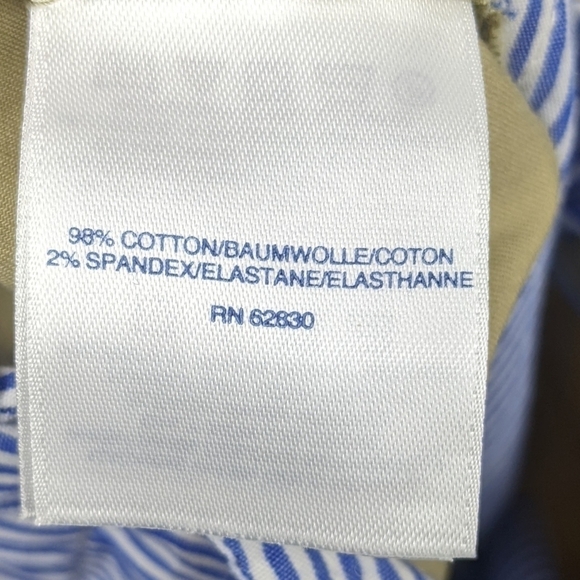 98% COTTON/BAUMWOLLE/COTON
2% SPANDEX/ELASTANE/ELASTHANNE
RN 62830